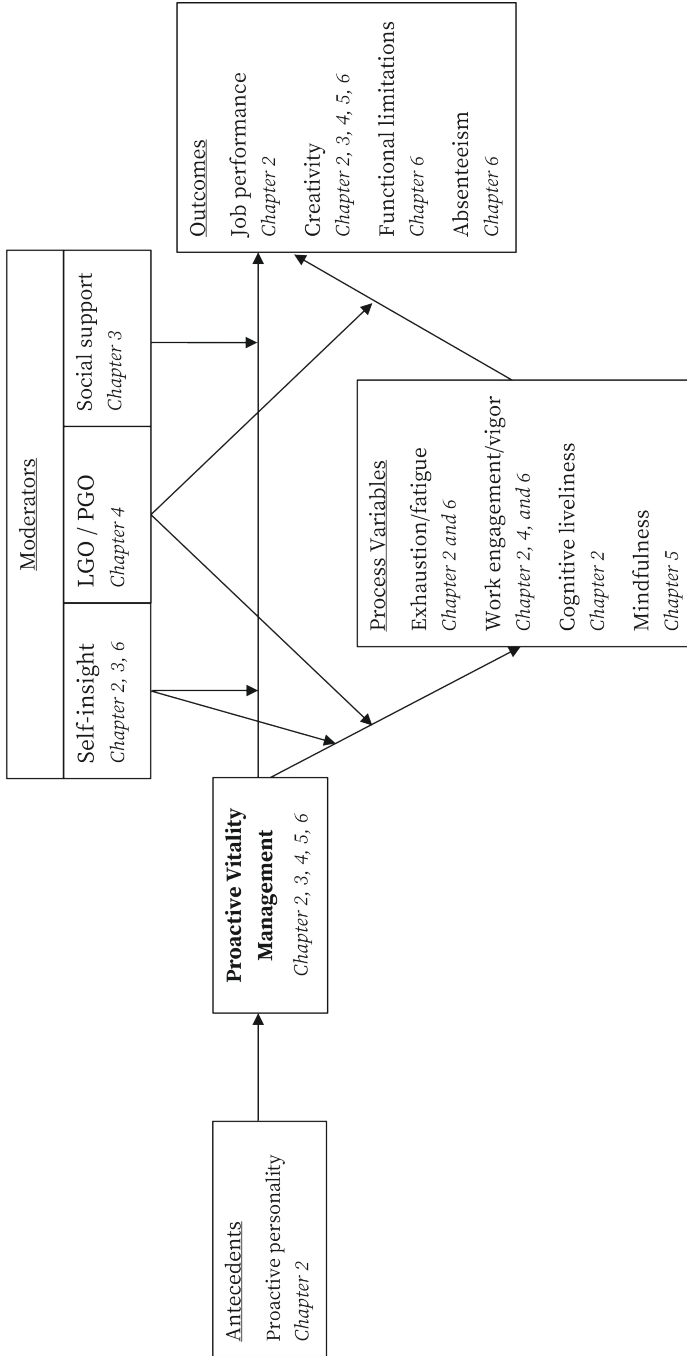 Moderators
Self-insight
Chapter 2, 3, 6
LGO / PGO
Chapter 4
Social support
Chapter 3
Antecedents
Proactive personality
Chapter 2
Proactive Vitality
Management
Chapter 2, 3, 4, 5, 6
Process Variables
Exhaustion/fatigue
Chapter 2 and 6
Work engagement/vigor
Chapter 2, 4, and 6
Cognitive liveliness
Chapter 2
Mindfulness
Chapter 5
Outcomes
Job performance
Chapter 2
Creativity
Chapter 2, 3, 4, 5, 6
Functional limitations
Chapter 6
Absenteeism
Chapter 6